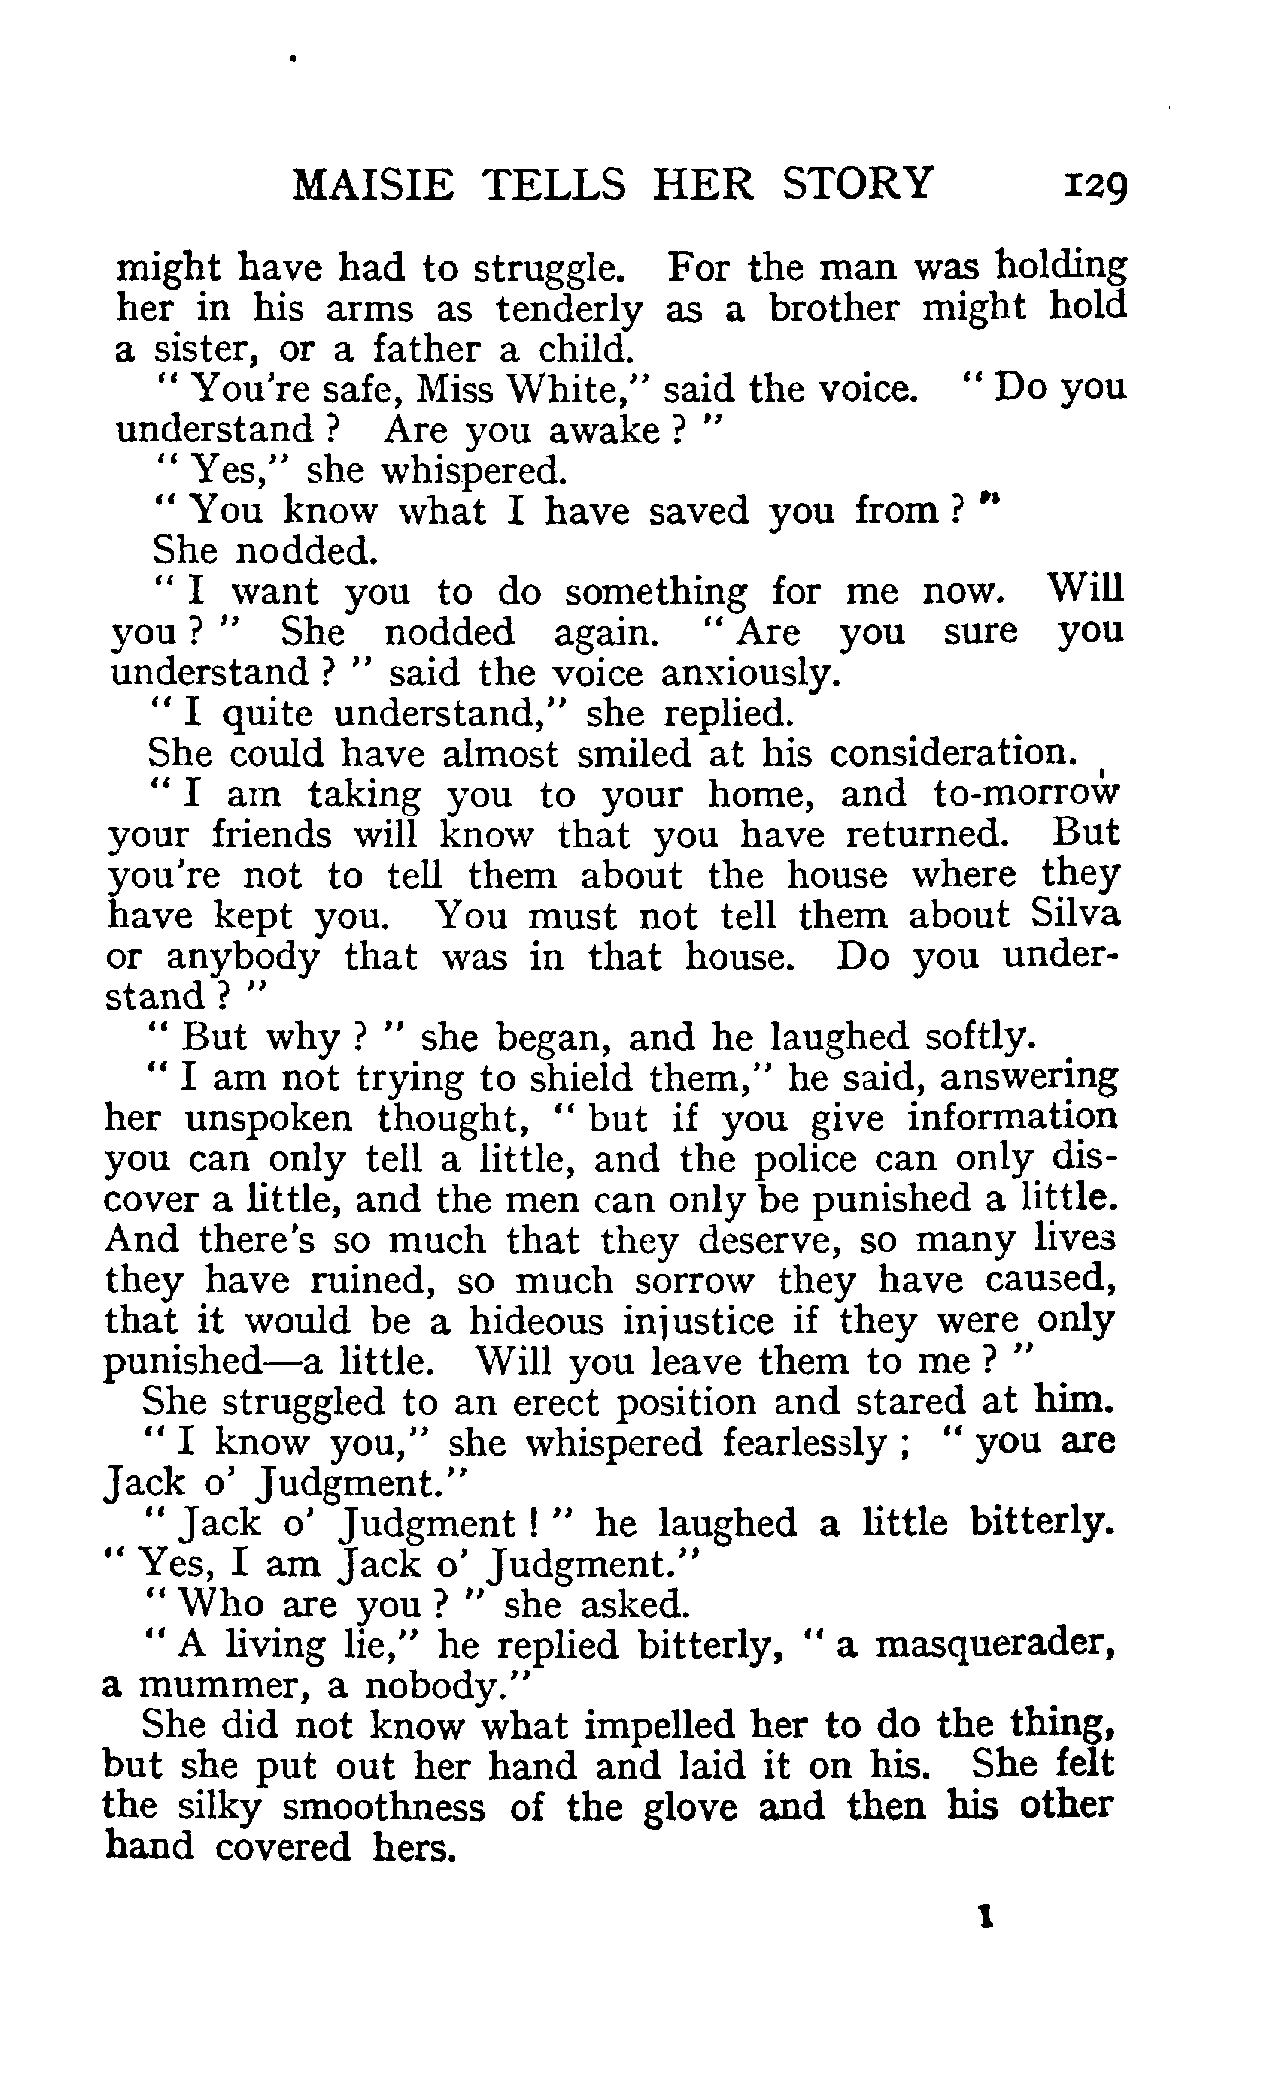 MAISIE TELLS HER STORY 129
might have had to struggle. For the man was holding
her in his arms as tenderly as a brother might hold
a sister, or a father a child.
" You're safe, Miss White," said the voice. " Do you
understand ? Are you awake ? "
" Yes," she whispered.
" You know what I have saved you from ? "
She nodded.
" I want you to do something for me now. Will
you ? " She nodded again. " Are you sure you
understand ? " said the voice anxiously.
" I quite understand," she replied.
She could have almost smiled at his consideration.
" I am taking you to your home, and to-morrow
your friends will know that you have returned. But
you're not to tell them about the house where they
have kept you. You must not tell them about Silva
or anybody that was in that house. Do you under-
stand ? "
" But why ? " she began, and he laughed softly.
" I am not trying to shield them," he said, answering
her unspoken thought, " but if you give information
you can only tell a little, and the police can only dis-
cover a little, and the men can only be punished a little.
And there's so much that they deserve, so many lives
they have ruined, so much sorrow they have caused,
that it would be a hideous injustice if they were only
punished—a little. Will you leave them to me ? "
She struggled to an erect position and stared at him.
" I know you," she whispered fearlessly ; " you are
Jack o' Judgment."
" Jack o' Judgment ! " he laughed a little bitterly.
" Yes, I am Jack o' Judgment."
" Who are you ? " she asked.
" A living lie," he replied bitterly, " a masquerader,
a mummer, a nobody."
She did not know what impelled her to do the thing,
but she put out her hand and laid it on his. She felt
the silky smoothness of the glove and then his other
hand covered hers.
I